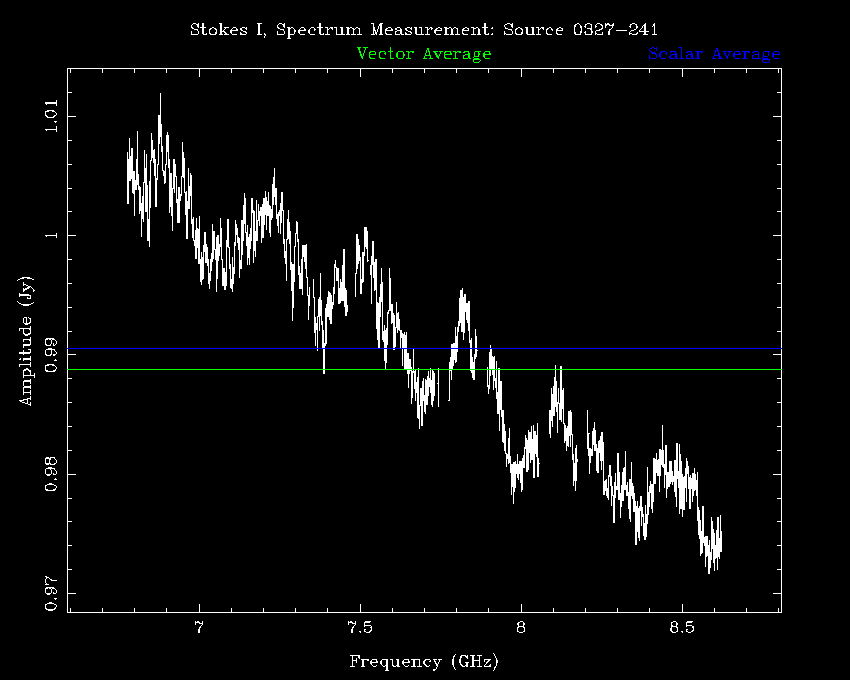 Stokes I, Spectrum Measurement: Source 0327−241
Vector Average Scalar Average
Amplitude (Jy)
1.01
1
0.99
0.98
0.97
7 7.5 8 8.5
Frequency (GHz)